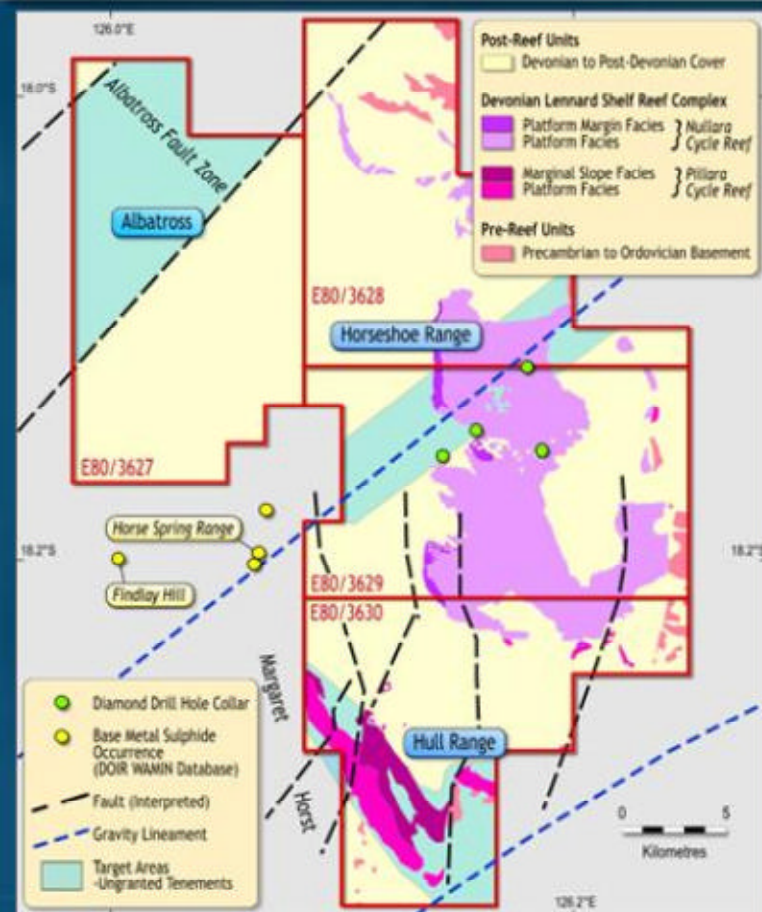 126.0°E
18.0°S
Albatross Fault Zone
Albatross
Post-Reef Units
Devonian to Post-Devonian Cover
Devonian Lennard Shelf Reef Complex
Platform Margin Facies } Nullara
Platform Facies } Cycle Reef
Marginal Slope Facies } Pillara
Platform Facies } Cycle Reef
Pre-Reef Units
Precambrian to Ordovician Basement
E80/3628
Horseshoe Range
E80/3627
Horse Spring Range
18.2°S
18.2°
Findlay Hill
E80/3629
E80/3630
Margaret
Horst
Hull Range
Diamond Drill Hole Collar
Base Metal Sulphide
Occurrence
(DOIR WAMIN Database)
Fault (Interpreted)
Gravity Lineament
Target Areas
-Ungranted Tenements
0 5
Kilometres
126.2°E